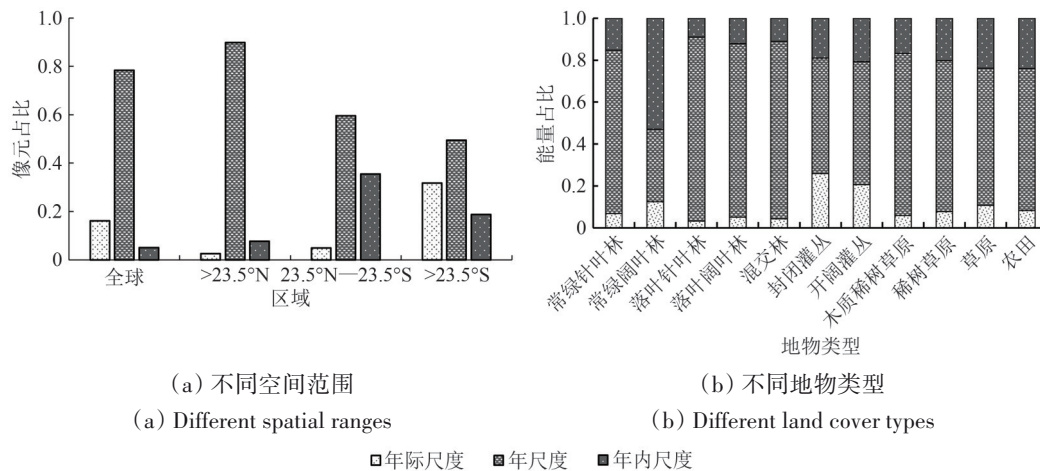 1.0
0.8
0.6
0.4
0.2
0
像元占比
全球
>23.5°N
23.5°N—23.5°S
>23.5°S
区域
1.0
0.8
0.6
0.4
0.2
0
能量占比
常绿针叶林
常绿阔叶林
落叶针叶林
落叶阔叶林
混交林
封闭灌丛
开阔灌丛
木质稀树草原
稀树草原
草原
农田
地物类型
(a) 不同空间范围
(a) Different spatial ranges
(b) 不同地物类型
(b) Different land cover types
年际尺度 年尺度 年内尺度